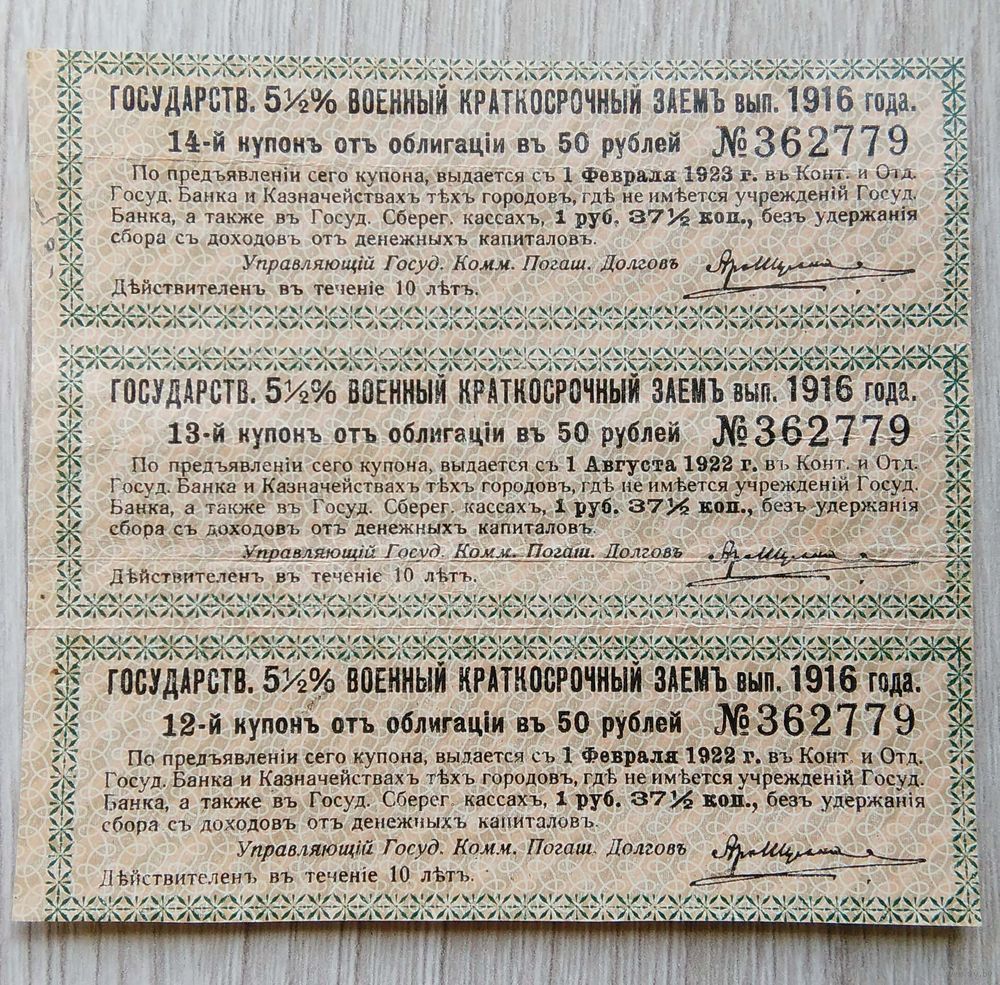 ГОСУДАРСТВ. 5½% ВОЕННЫЙ КРАТКОСРОЧНЫЙ ЗАЕМЪ вып. 1916 года.
14-й купонъ отъ облигаціи въ 50 рублей №362779
По предъявленіи сего купона, выдается съ 1 Февраля 1923 г. въ Конт. и Отд.
Госуд. Банка и Казначействахъ тѣхъ городовъ, гдѣ не имѣется учрежденій Госуд.
Банка, а также въ Госуд. Сберег. кассахъ, 1 руб. 37½ коп., безъ удержанія
сбора съ доходовъ отъ денежныхъ капиталовъ.
Управляющій Госуд. Комм. Погаш. Долговъ
Дѣйствителенъ въ теченіе 10 лѣтъ.
ГОСУДАРСТВ. 5½% ВОЕННЫЙ КРАТКОСРОЧНЫЙ ЗАЕМЪ вып. 1916 года.
13-й купонъ отъ облигаціи въ 50 рублей №362779
По предъявленіи сего купона, выдается съ 1 Августа 1922 г. въ Конт. и Отд.
Госуд. Банка и Казначействахъ тѣхъ городовъ, гдѣ не имѣется учрежденій Госуд.
Банка, а также въ Госуд. Сберег. кассахъ, 1 руб. 37½ коп., безъ удержанія
сбора съ доходовъ отъ денежныхъ капиталовъ.
Управляющій Госуд. Комм. Погаш. Долговъ
Дѣйствителенъ въ теченіе 10 лѣтъ.
ГОСУДАРСТВ. 5½% ВОЕННЫЙ КРАТКОСРОЧНЫЙ ЗАЕМЪ вып. 1916 года.
12-й купонъ отъ облигаціи въ 50 рублей №362779
По предъявленіи сего купона, выдается съ 1 Февраля 1922 г. въ Конт. и Отд.
Госуд. Банка и Казначействахъ тѣхъ городовъ, гдѣ не имѣется учрежденій Госуд.
Банка, а также въ Госуд. Сберег. кассахъ, 1 руб. 37½ коп., безъ удержанія
сбора съ доходовъ отъ денежныхъ капиталовъ.
Управляющій Госуд. Комм. Погаш. Долговъ
Дѣйствителенъ въ теченіе 10 лѣтъ.